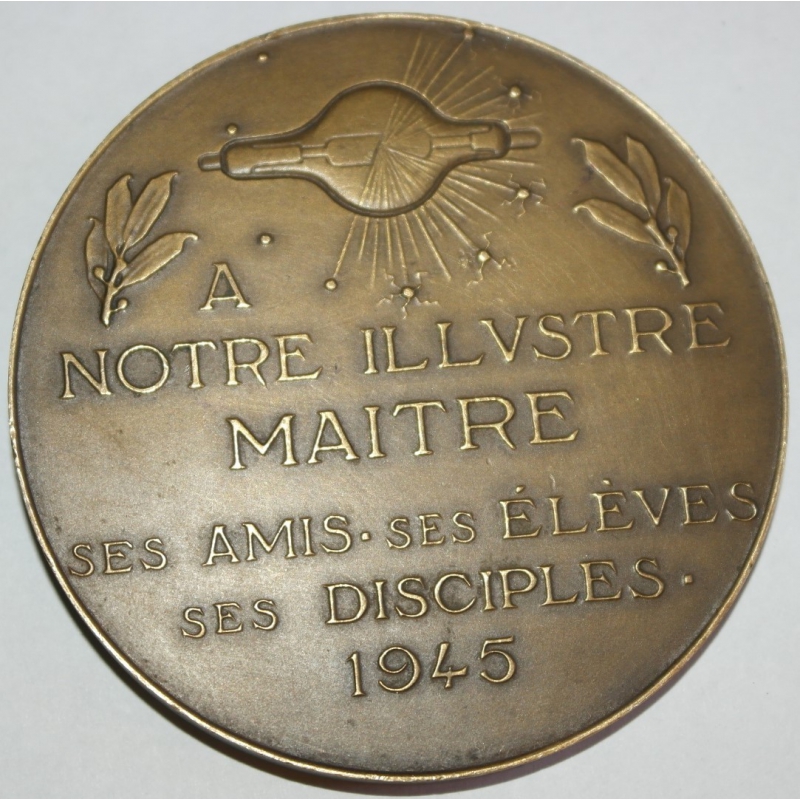 A
NOTRE ILLVSTRE
MAITRE
SES AMIS · SES ÉLÈVES
SES DISCIPLES ·
1945